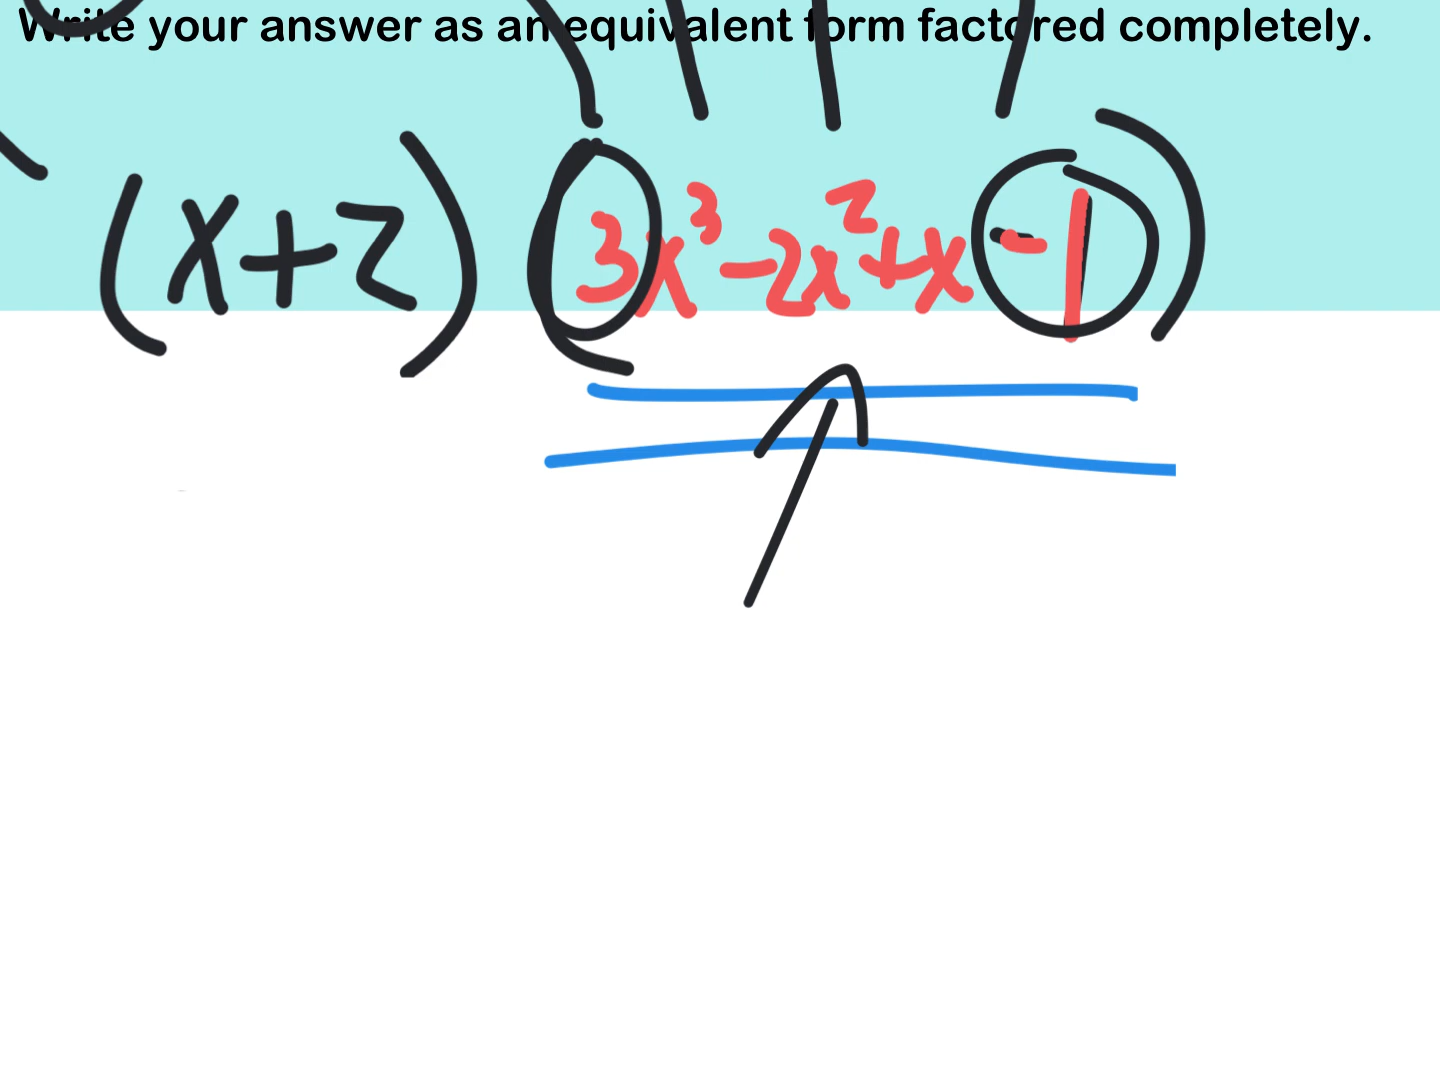 Write your answer as an equivalent form factored completely.
(x+2) (3x³-2x²+x-1)